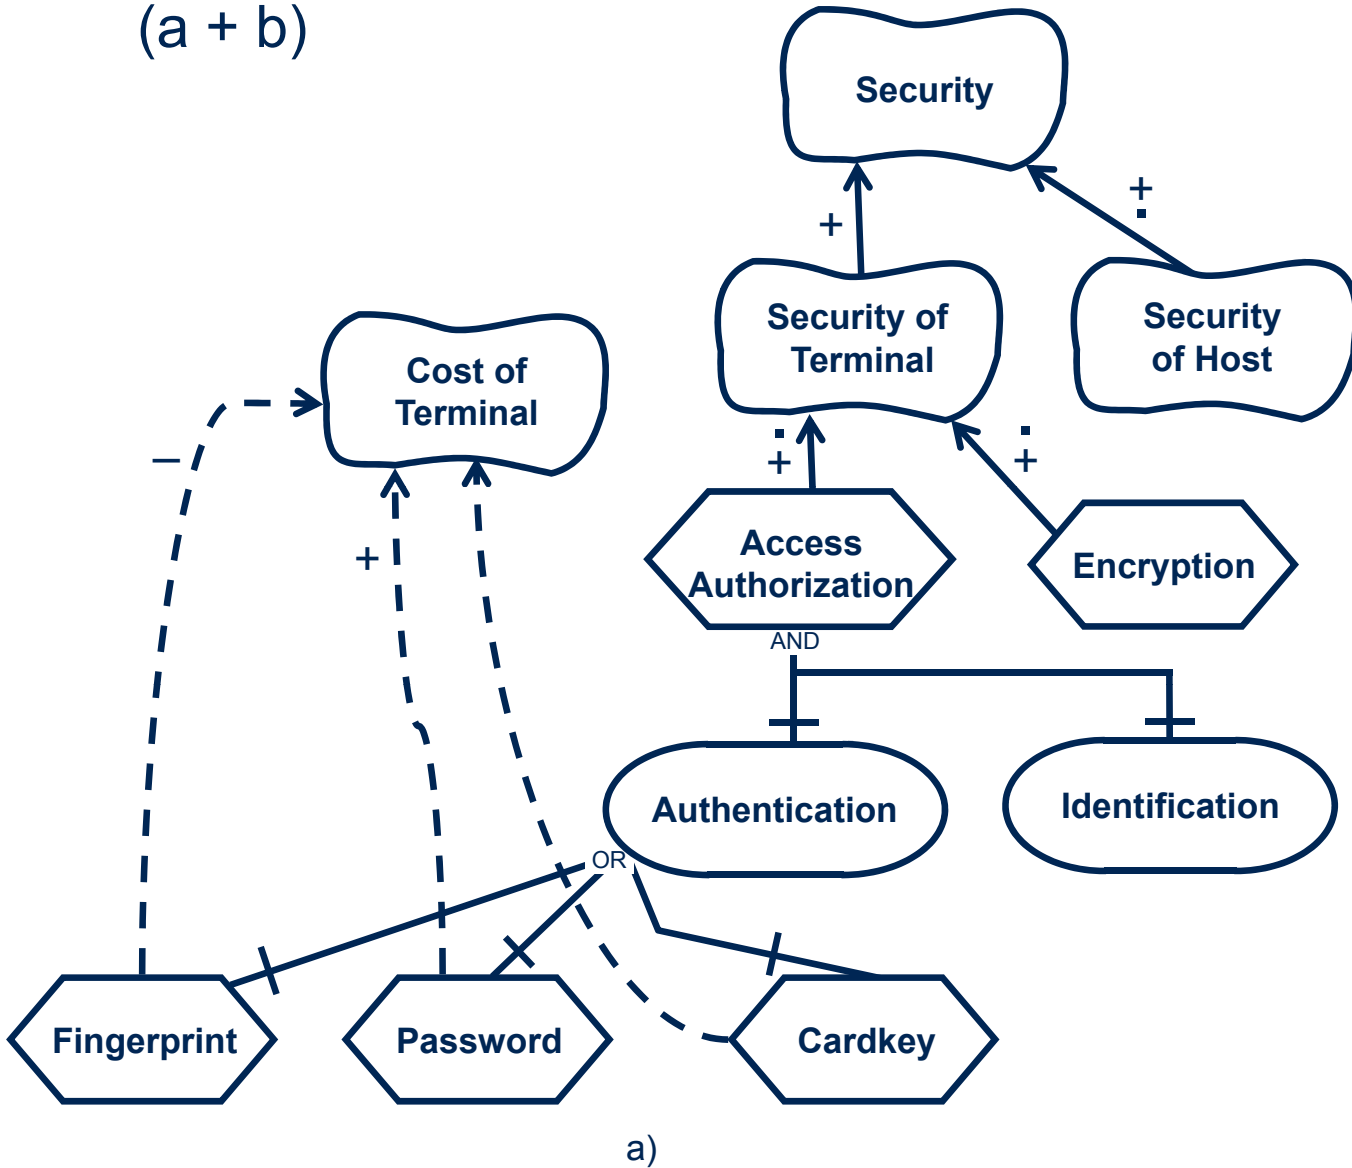 (a + b)
Security
+
+
Security of
Terminal
Security
of Host
Cost of
Terminal
+
+
–
+
Access
Authorization
Encryption
AND
Authentication
Identification
OR
Fingerprint
Password
Cardkey
a)